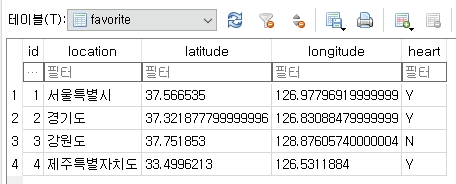 테이블(T): favorite
id location latitude longitude heart
... 필터 필터 필터 필터
1 1 서울특별시 37.566535 126.97796919999999 Y
2 2 경기도 37.321877799999996 126.83088479999999 Y
3 3 강원도 37.751853 128.87605740000004 N
4 4 제주특별자치도 33.4996213 126.5311884 Y